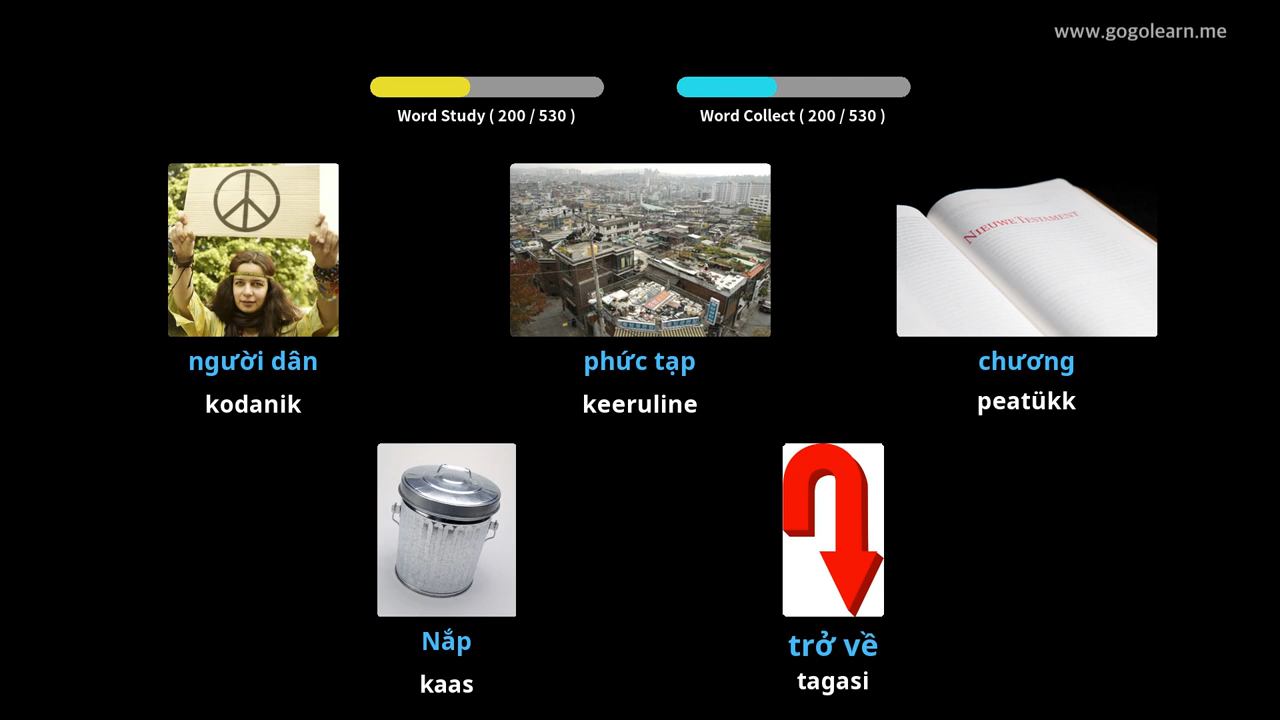 www.gogolearn.me
Word Study ( 200 / 530 )
Word Collect ( 200 / 530 )
NIEUWE TESTAMENT
người dân
phức tạp
chương
kodanik
keeruline
peatükk
Nắp
trở về
kaas
tagasi